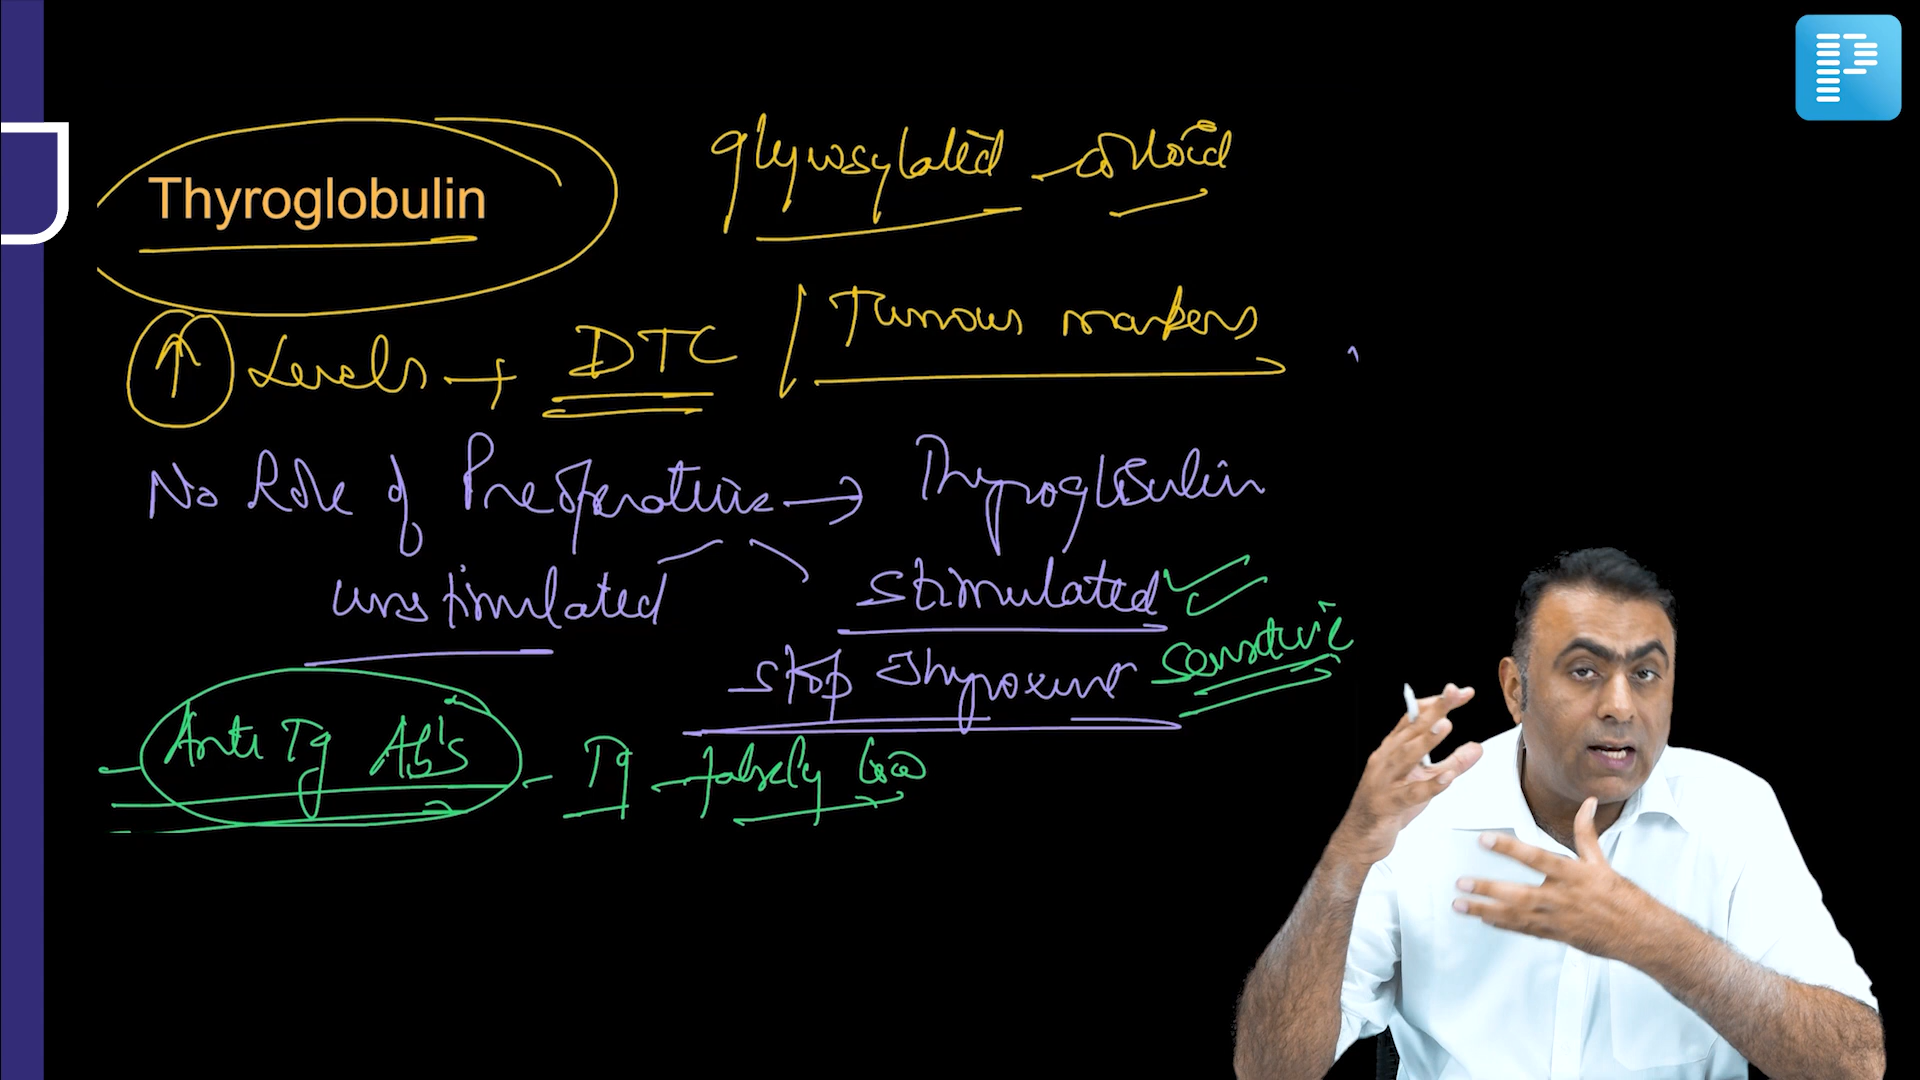 Thyroglobulin
glycosylated - colloid
↑ Levels → DTC / Tumour markers
No Role of Preoperative → Thyroglobulin
unstimulated
stimulated ✓
stop Thyroxine sensitive
Anti Tg Ab's - Tg - falsely low
P